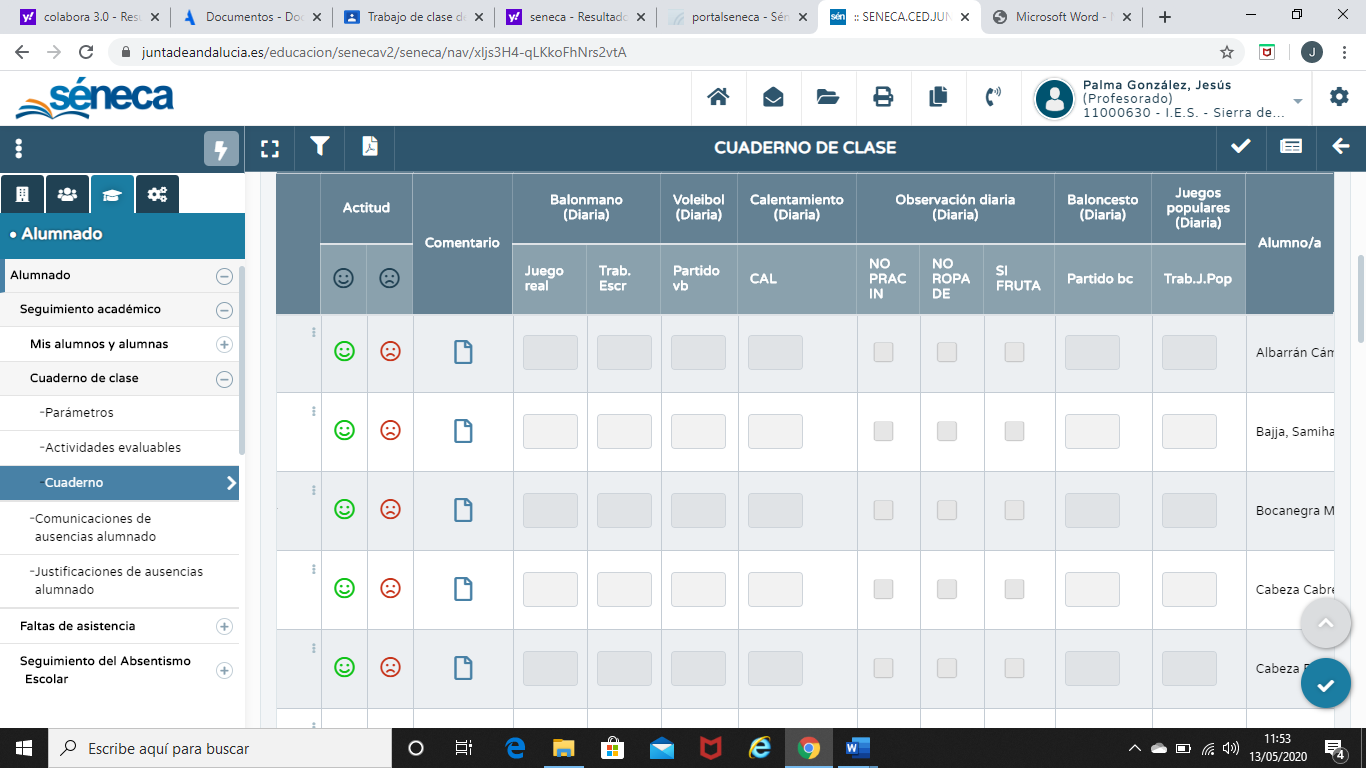 colabora 3.0 - Resu
Documentos - Doc
Trabajo de clase de
seneca - Resultado
portalseneca - Sén
:: SENECA.CED.JUN
Microsoft Word -
juntadeandalucia.es/educacion/senecav2/seneca/nav/xljs3H4-qLKkoFhNrs2vtA
J
séneca
Palma González, Jesús
(Profesorado)
11000630 - I.E.S. - Sierra de...
CUADERNO DE CLASE
• Alumnado
Alumnado
Seguimiento académico
Mis alumnos y alumnas
Cuaderno de clase
-Parámetros
-Actividades evaluables
-Cuaderno
-Comunicaciones de
ausencias alumnado
-Justificaciones de ausencias
alumnado
Faltas de asistencia
Seguimiento del Absentismo
Escolar
Actitud
Comentario
Balonmano
(Diaria)
Voleibol
(Diaria)
Calentamiento
(Diaria)
Observación diaria
(Diaria)
Baloncesto
(Diaria)
Juegos
populares
(Diaria)
Alumno/a
Juego
real
Trab.
Escr
Partido
vb
CAL
NO
PRAC
IN
NO
ROPA
DE
SI
FRUTA
Partido bc
Trab.J.Pop
Albarrán Cám
Bajja, Samiha
Bocanegra M
Cabeza Cabre
Cabeza
Escribe aquí para buscar
11:53
13/05/2020
4